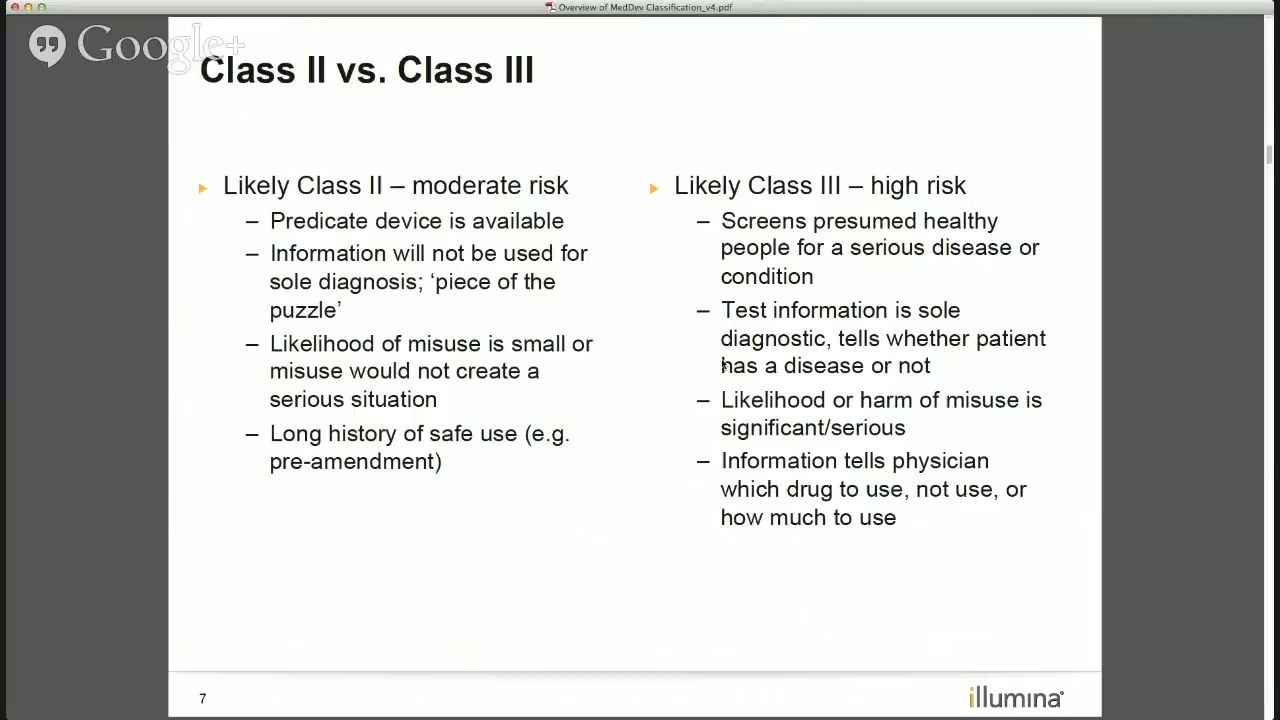 Overview of MedDev Classification_v4.pdf
Google+
Class II vs. Class III
Likely Class II – moderate risk
– Predicate device is available
– Information will not be used for
sole diagnosis; ‘piece of the
puzzle’
– Likelihood of misuse is small or
misuse would not create a
serious situation
– Long history of safe use (e.g.
pre-amendment)
Likely Class III – high risk
– Screens presumed healthy
people for a serious disease or
condition
– Test information is sole
diagnostic, tells whether patient
has a disease or not
– Likelihood or harm of misuse is
significant/serious
– Information tells physician
which drug to use, not use, or
how much to use
7
illumina